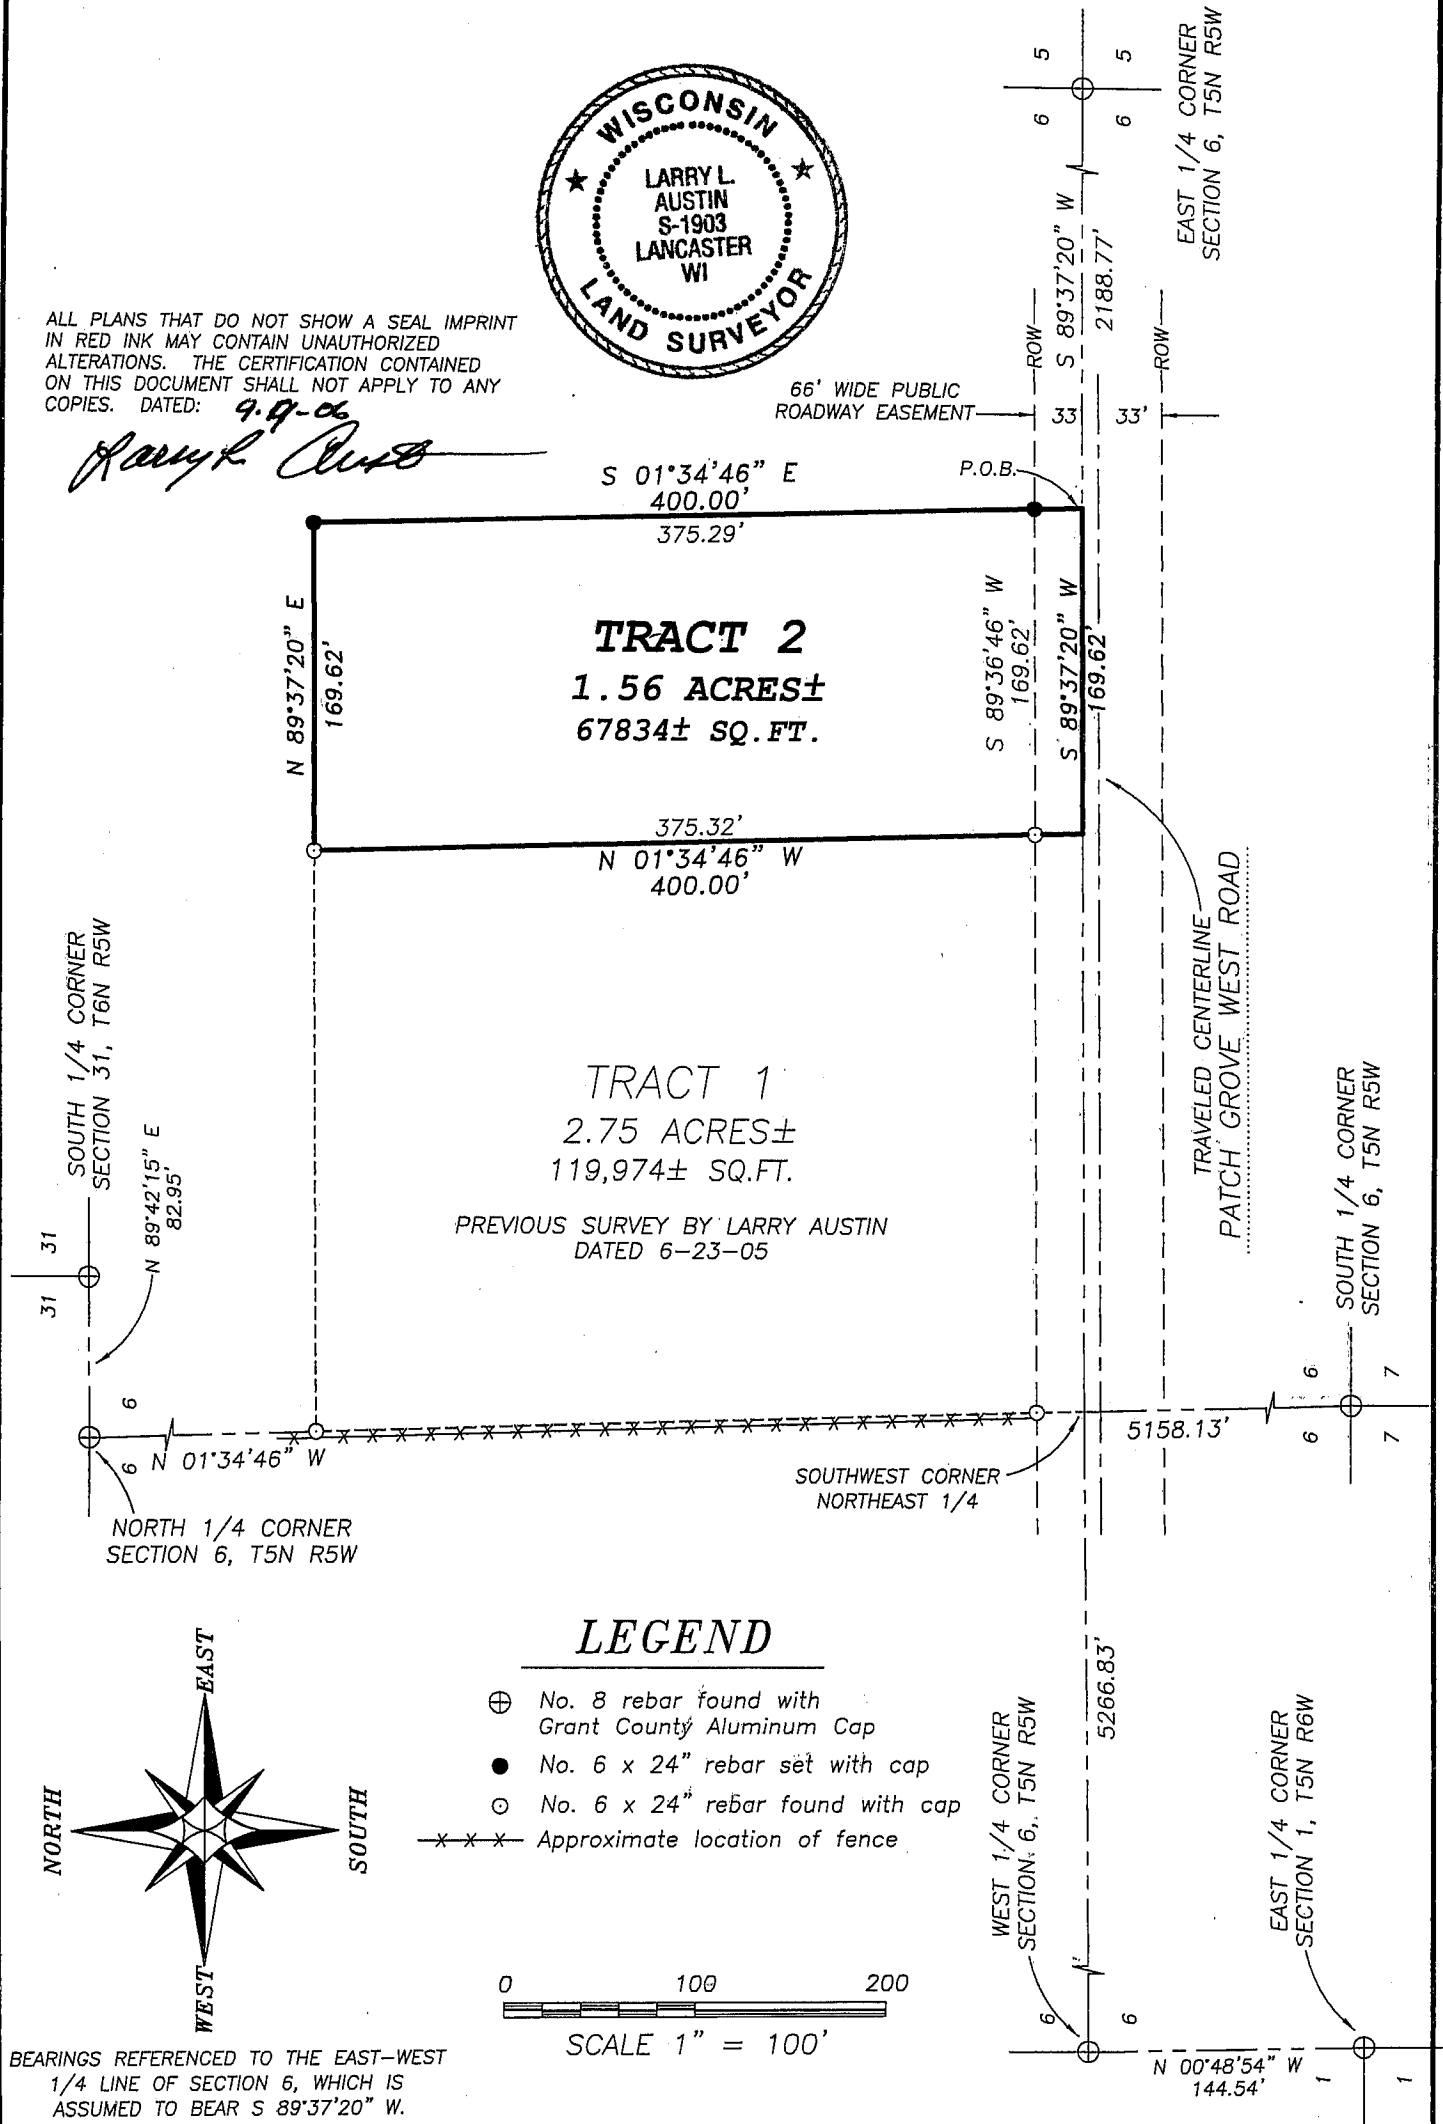 WISCONSIN
LARRY L.
AUSTIN
S-1903
LANCASTER
WI
LAND SURVEYOR
5 5
6 6
EAST 1/4 CORNER
SECTION 6, T5N R5W
ALL PLANS THAT DO NOT SHOW A SEAL IMPRINT
IN RED INK MAY CONTAIN UNAUTHORIZED
ALTERATIONS. THE CERTIFICATION CONTAINED
ON THIS DOCUMENT SHALL NOT APPLY TO ANY
COPIES. DATED:
Larry L Austin
S 89°37'20" W
2188.77'
ROW
ROW
66' WIDE PUBLIC
ROADWAY EASEMENT
33 33'
P.O.B.
S 01°34'46" E
400.00'
375.29'
N 89°37'20" E
169.62'
TRACT 2
1.56 ACRES±
67834± SQ.FT.
S 89°36'46" W
169.62'
S 89°37'20" W
169.62'
375.32'
N 01°34'46" W
400.00'
TRAVELED CENTERLINE
PATCH GROVE WEST ROAD
SOUTH 1/4 CORNER
SECTION 31, T6N R5W
N 89°42'15" E
82.95'
31
31
TRACT 1
2.75 ACRES±
119,974± SQ.FT.
PREVIOUS SURVEY BY LARRY AUSTIN
DATED 6-23-05
SOUTH 1/4 CORNER
SECTION 6, T5N R5W
6 7
6 7
5158.13'
6
6
N 01°34'46" W
NORTH 1/4 CORNER
SECTION 6, T5N R5W
SOUTHWEST CORNER
NORTHEAST 1/4
5266.83'
LEGEND
No. 8 rebar found with
Grant County Aluminum Cap
No. 6 x 24" rebar set with cap
No. 6 x 24" rebar found with cap
Approximate location of fence
EAST
NORTH
SOUTH
WEST
WEST 1/4 CORNER
SECTION 6, T5N R5W
EAST 1/4 CORNER
SECTION 1, T5N R6W
0 100 200
SCALE 1" = 100'
6 6
N 00°48'54" W
144.54'
1 1
BEARINGS REFERENCED TO THE EAST-WEST
1/4 LINE OF SECTION 6, WHICH IS
ASSUMED TO BEAR S 89°37'20" W.